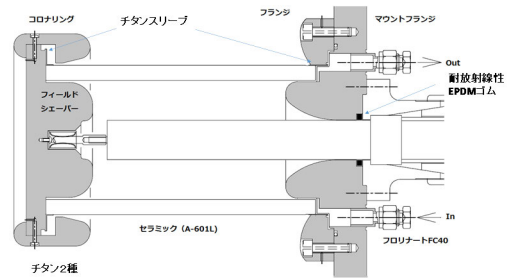 コロナリング
チタンスリーブ
フランジ
マウントフランジ
Out
耐放射線性
EPDMゴム
フィールド
シェーパー
In
セラミック（A-601L）
フロリナートFC40
チタン2種